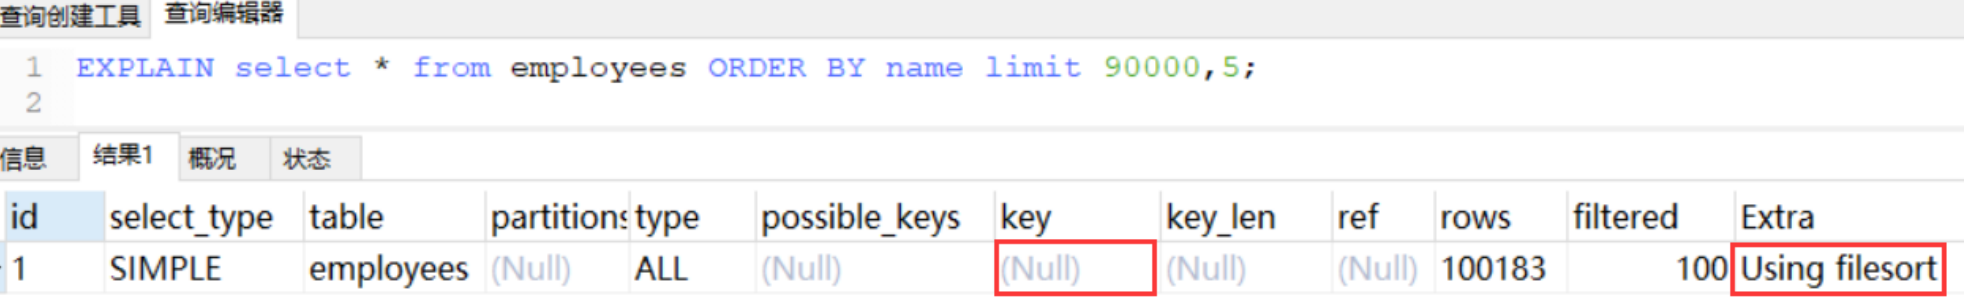 查询创建工具 查询编辑器
1 EXPLAIN select * from employees ORDER BY name limit 90000,5;
2
信息 结果1 概况 状态
id select_type table partitions type possible_keys key key_len ref rows filtered Extra
1 SIMPLE employees (Null) ALL (Null) (Null) (Null) (Null) 100183 100 Using filesort